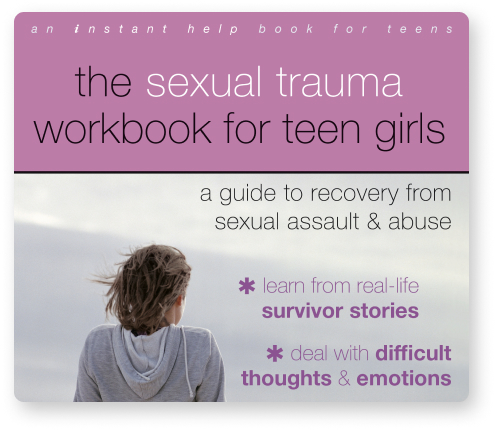 an instant help book for teens
the sexual trauma
workbook for teen girls
a guide to recovery from
sexual assault & abuse
✱ learn from real-life
survivor stories
✱ deal with difficult
thoughts & emotions